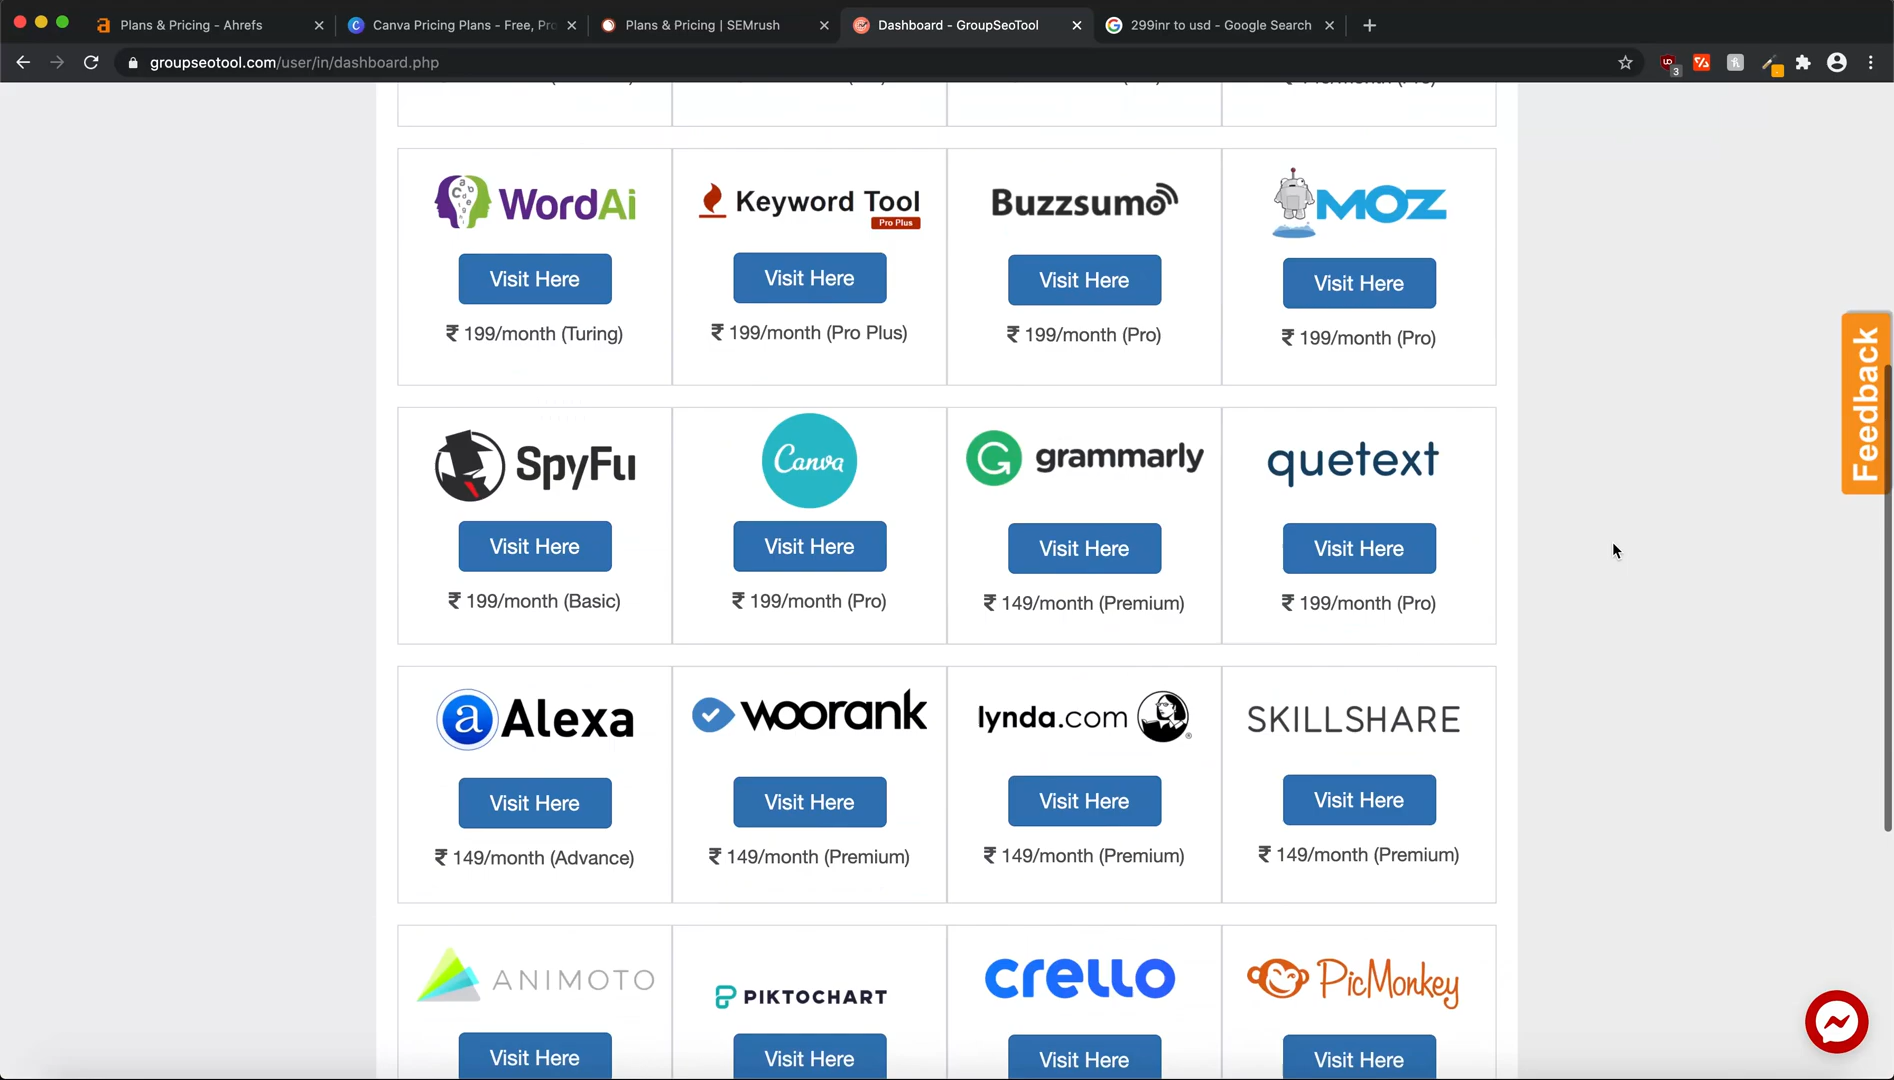 Plans & Pricing - Ahrefs
Canva Pricing Plans - Free, Pro
Plans & Pricing | SEMrush
Dashboard - GroupSeoTool
299inr to usd - Google Search
groupseotool.com/user/in/dashboard.php
3
WordAi
Keyword Tool
Pro Plus
Buzzsumo
MOZ
Visit Here
Visit Here
Visit Here
Visit Here
₹ 199/month (Turing)
₹ 199/month (Pro Plus)
₹ 199/month (Pro)
₹ 199/month (Pro)
SpyFu
Canva
grammarly
quetext
Visit Here
Visit Here
Visit Here
Visit Here
₹ 199/month (Basic)
₹ 199/month (Pro)
₹ 149/month (Premium)
₹ 199/month (Pro)
Feedback
a Alexa
woorank
lynda.com
SKILLSHARE
Visit Here
Visit Here
Visit Here
Visit Here
₹ 149/month (Advance)
₹ 149/month (Premium)
₹ 149/month (Premium)
₹ 149/month (Premium)
ANIMOTO
PIKTOCHART
crello
PicMonkey
Visit Here
Visit Here
Visit Here
Visit Here